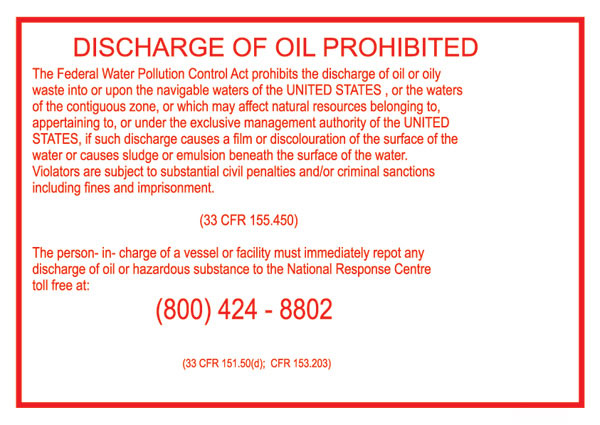 DISCHARGE OF OIL PROHIBITED
The Federal Water Pollution Control Act prohibits the discharge of oil or oily
waste into or upon the navigable waters of the UNITED STATES , or the waters
of the contiguous zone, or which may affect natural resources belonging to,
appertaining to, or under the exclusive management authority of the UNITED
STATES, if such discharge causes a film or discolouration of the surface of the
water or causes sludge or emulsion beneath the surface of the water.
Violators are subject to substantial civil penalties and/or criminal sanctions
including fines and imprisonment.
(33 CFR 155.450)
The person- in- charge of a vessel or facility must immediately repot any
discharge of oil or hazardous substance to the National Response Centre
toll free at:
(800) 424 - 8802
(33 CFR 151.50(d); CFR 153.203)